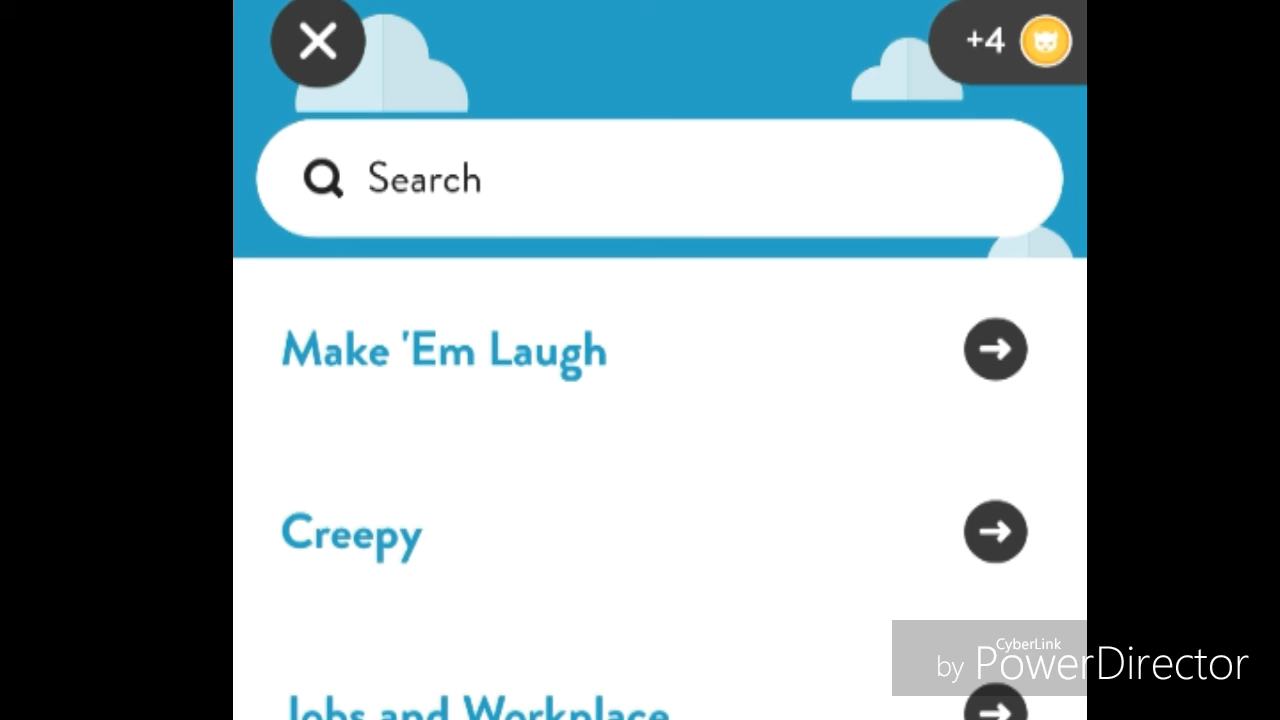 +4
Search
Make 'Em Laugh
Creepy
Jobs and Workplace
CyberLink
by PowerDirector